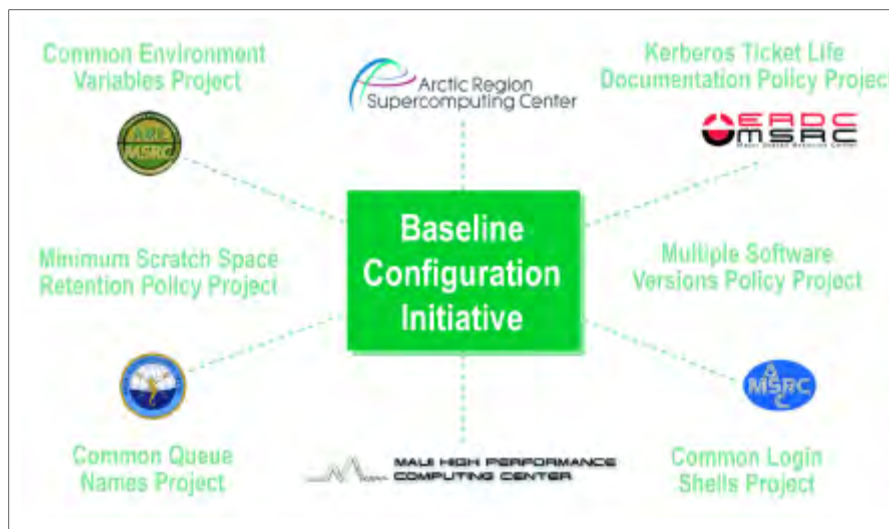 Common Environment
Variables Project
Arctic Region
Supercomputing Center
Kerberos Ticket Life
Documentation Policy Project
ERDC
MSRC
ARL
MSRC
Baseline
Configuration
Initiative
Minimum Scratch Space
Retention Policy Project
Multiple Software
Versions Policy Project
MSRC
Common Queue
Names Project
MAUI HIGH PERFORMANCE
COMPUTING CENTER
Common Login
Shells Project